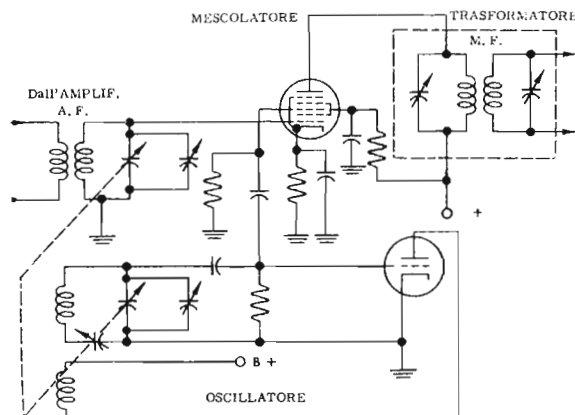 MESCOLATORE
TRASFORMATORE
M. F.
Dall'AMPLIF.
A. F.
+
B +
OSCILLATORE